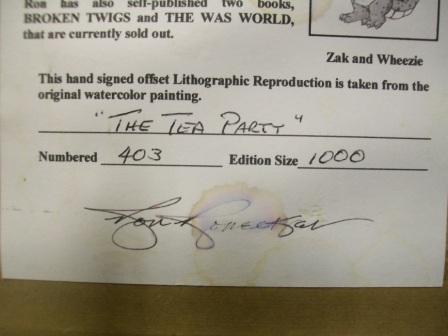 Ron has also self-published two books,
BROKEN TWIGS and THE WAS WORLD,
that are currently sold out.
Zak and Wheezie
This hand signed offset Lithographic Reproduction is taken from the
original watercolor painting.
"THE TEA PARTY"
Numbered 403 Edition Size 1000
Ron